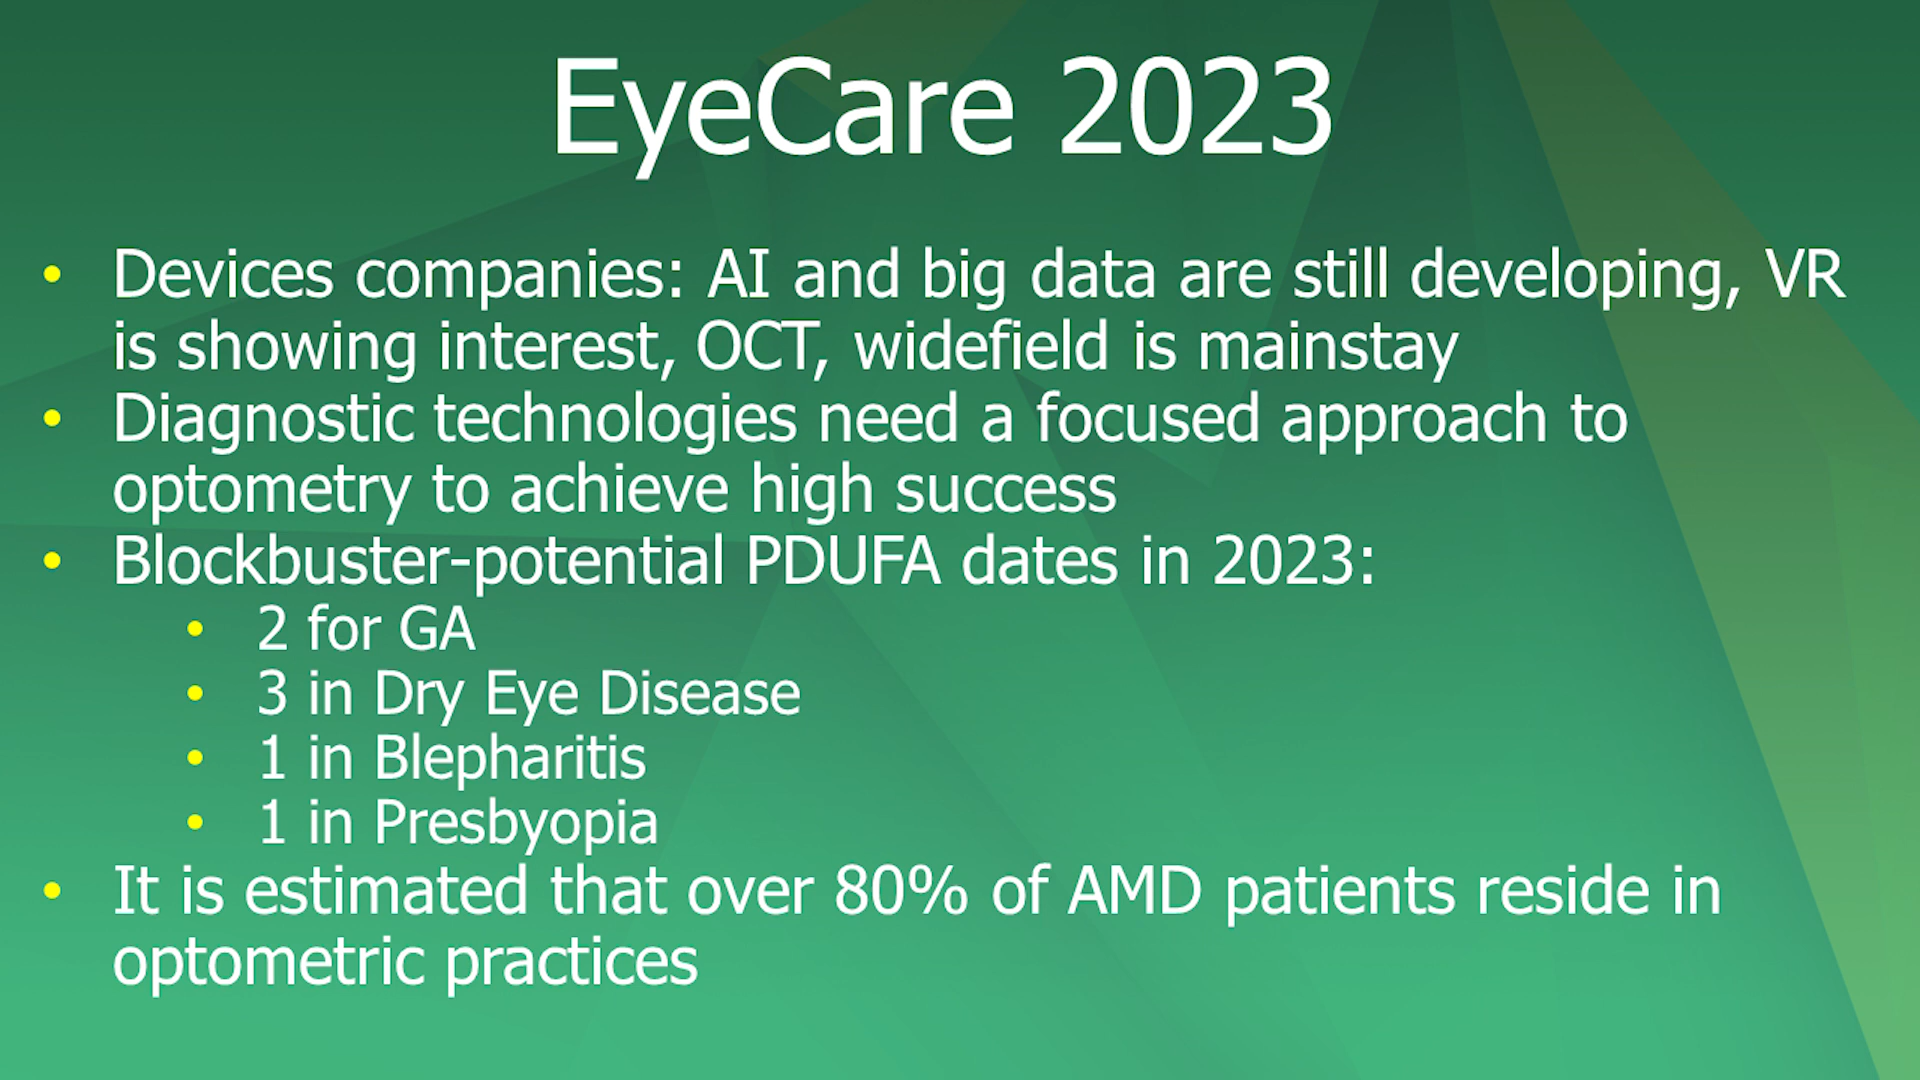 EyeCare 2023
• Devices companies: AI and big data are still developing, VR
is showing interest, OCT, widefield is mainstay
• Diagnostic technologies need a focused approach to
optometry to achieve high success
• Blockbuster-potential PDUFA dates in 2023:
• 2 for GA
• 3 in Dry Eye Disease
• 1 in Blepharitis
• 1 in Presbyopia
• It is estimated that over 80% of AMD patients reside in
optometric practices